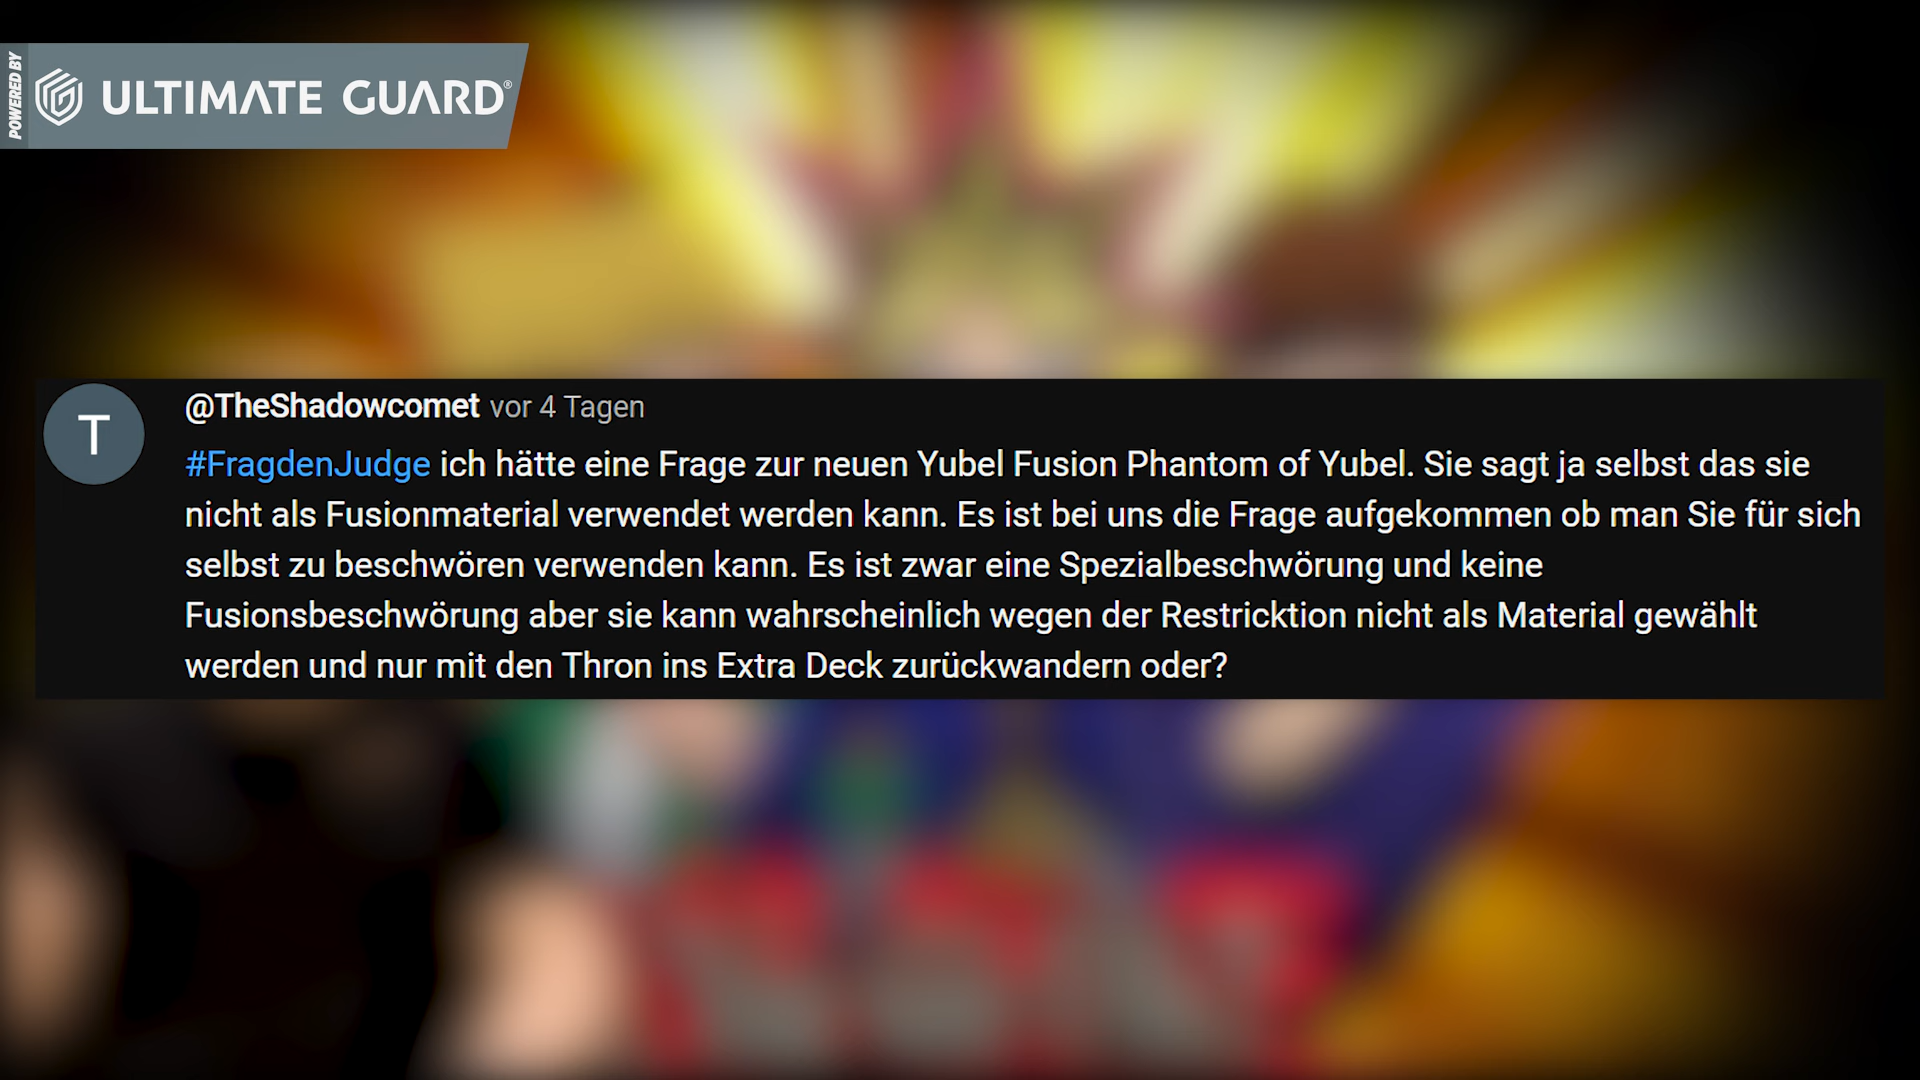 POWERED BY
ULTIMATE GUARD®
T
@TheShadowcomet vor 4 Tagen
#FragdenJudge ich hätte eine Frage zur neuen Yubel Fusion Phantom of Yubel. Sie sagt ja selbst das sie
nicht als Fusionmaterial verwendet werden kann. Es ist bei uns die Frage aufgekommen ob man Sie für sich
selbst zu beschwören verwenden kann. Es ist zwar eine Spezialbeschwörung und keine
Fusionsbeschwörung aber sie kann wahrscheinlich wegen der Restricktion nicht als Material gewählt
werden und nur mit den Thron ins Extra Deck zurückwandern oder?